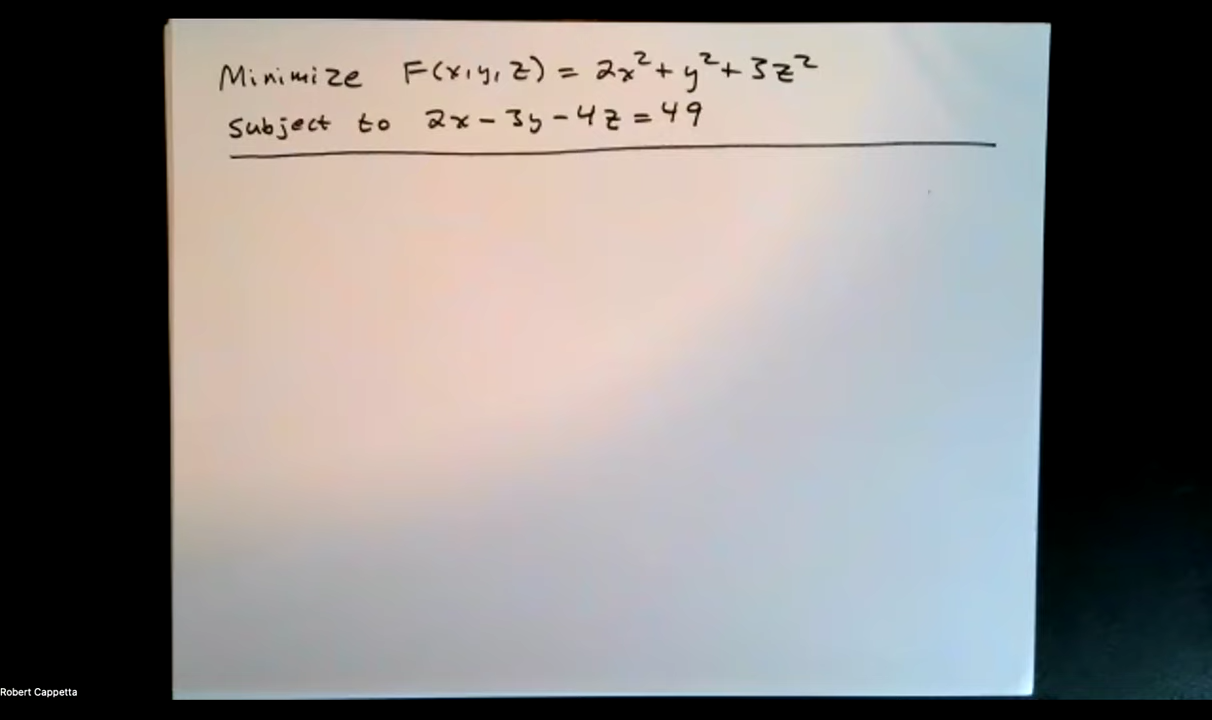 Minimize F(x,y,z) = 2x²+y²+3z²
Subject to 2x-3y-4z=49
Robert Cappetta